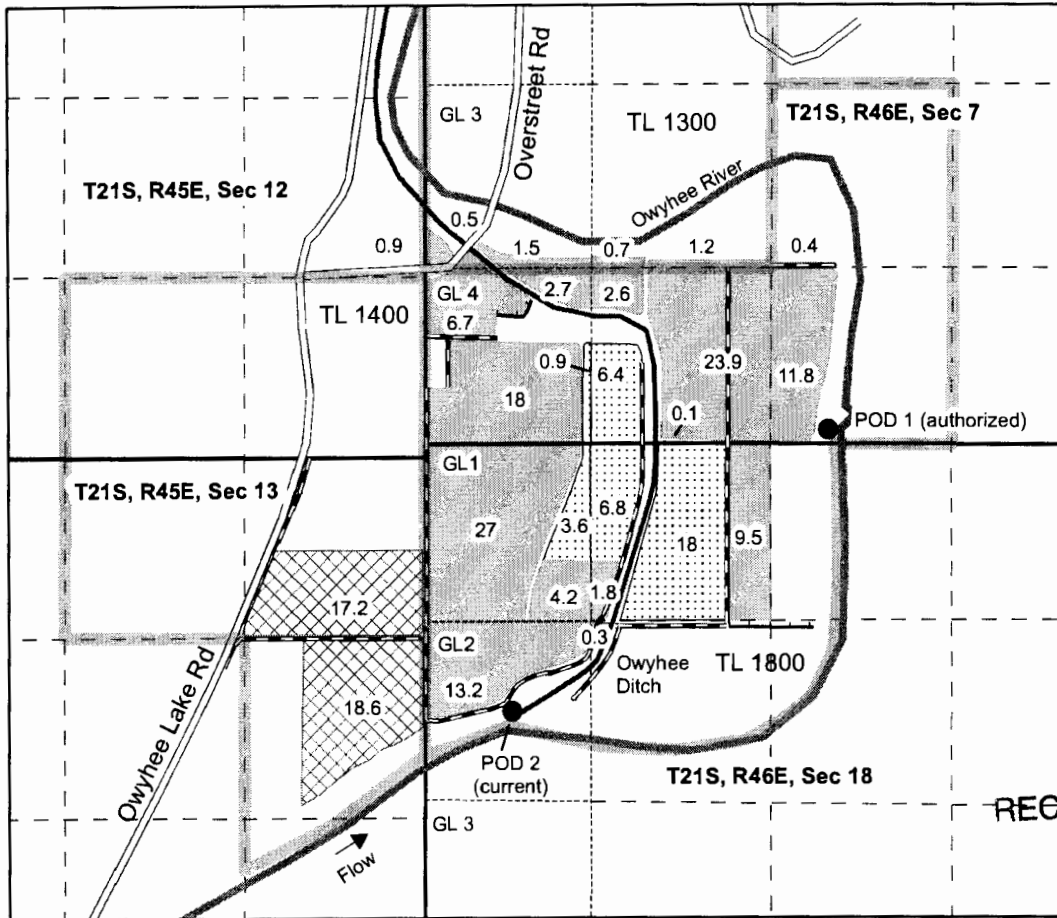 Overstreet Rd
GL 3
TL 1300
T21S, R46E, Sec 7
T21S, R45E, Sec 12
Owyhee River
0.5
0.9
1.5
0.7
1.2
0.4
GL 4
2.7
2.6
TL 1400
6.7
0.9
6.4
23.9
11.8
18
0.1
POD 1 (authorized)
GL1
T21S, R45E, Sec 13
27
3.6
6.8
18
9.5
17.2
4.2
1.8
0.3
GL2
Owyhee
Ditch
TL 1800
13.2
18.6
Owyhee Lake Rd
POD 2
(current)
T21S, R46E, Sec 18
REC
GL 3
Flow